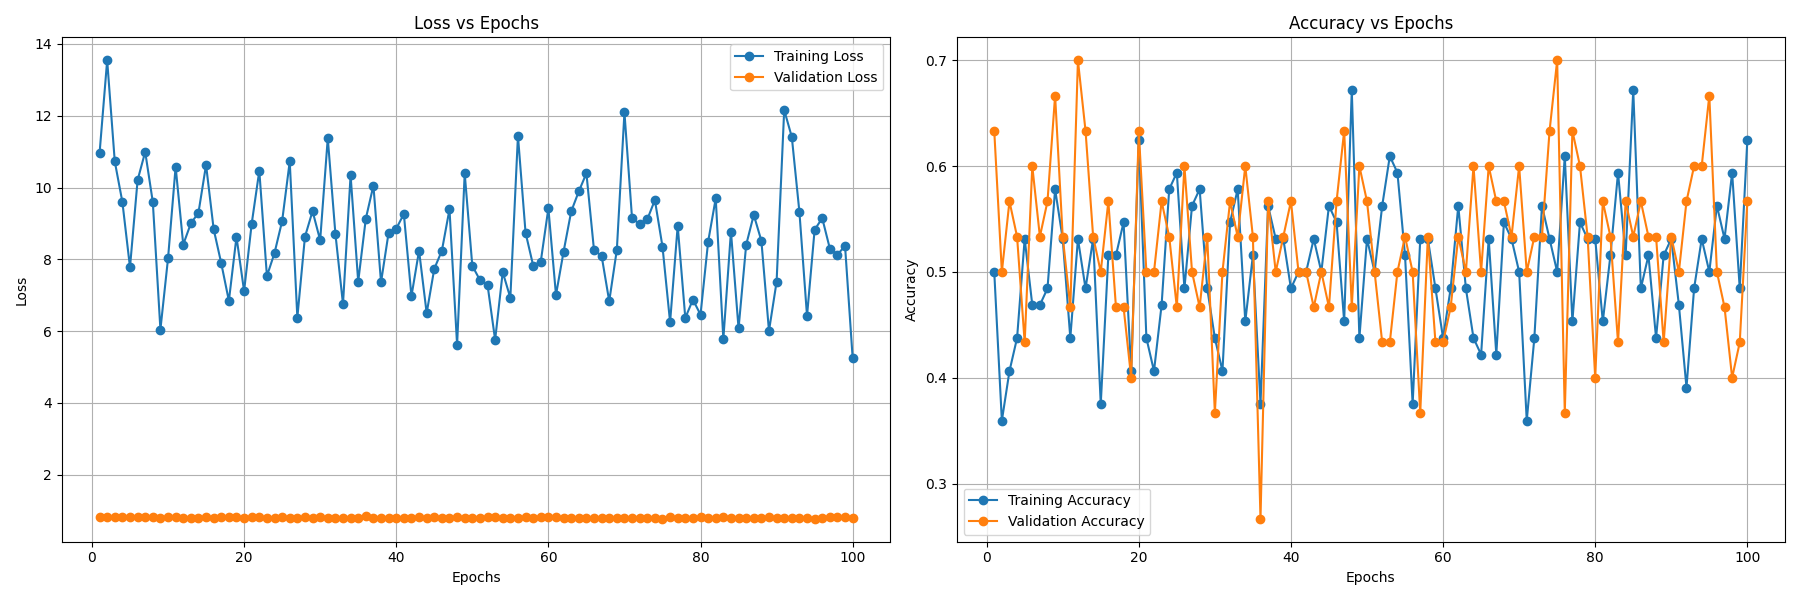 Loss vs Epochs
14
12
10
8
6
4
2
Loss
0
20
40
60
80
100
Epochs
Training Loss
Validation Loss
Accuracy vs Epochs
0.7
0.6
0.5
0.4
0.3
Accuracy
0
20
40
60
80
100
Epochs
Training Accuracy
Validation Accuracy